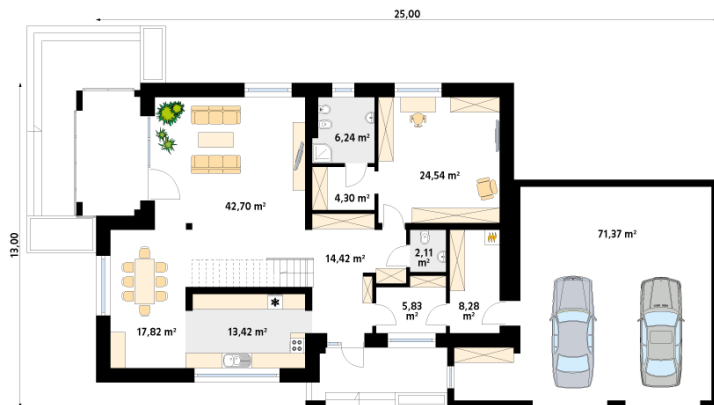 25,00
13,00
6,24 m²
24,54 m²
4,30 m²
42,70 m²
71,37 m²
14,42 m²
2,11
m²
5,83
m²
8,28
m²
17,82 m²
13,42 m²